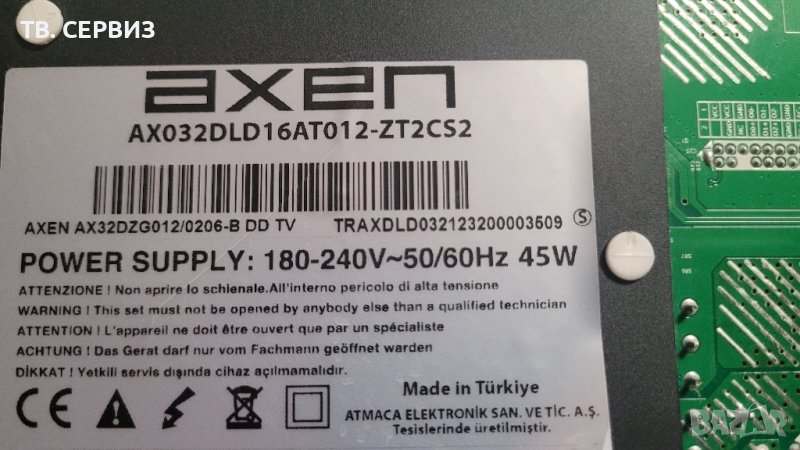 ТВ. СЕРВИЗ
axen
AX032DLD16AT012-ZT2CS2
AXEN AX32DZG012/0206-B DD TV TRAXDLD032123200003509 S
POWER SUPPLY: 180-240V~50/60Hz 45W
ATTENZIONE ! Non aprire lo schienale.All'interno pericolo di alta tensione
WARNING ! This set must not be opened by anybody else than a qualified technician
ATTENTION ! L'appareil ne doit être ouvert que par un spécialiste
ACHTUNG ! Das Gerat darf nur vom Fachmann geöffnet warden
DİKKAT ! Yetkili servis dışında cihaz açılmamalıdır.
CE
Made in Türkiye
ATMACA ELEKTRONİK SAN. VE TİC. A.Ş.
Tesislerinde üretilmiştir.
BAZAR